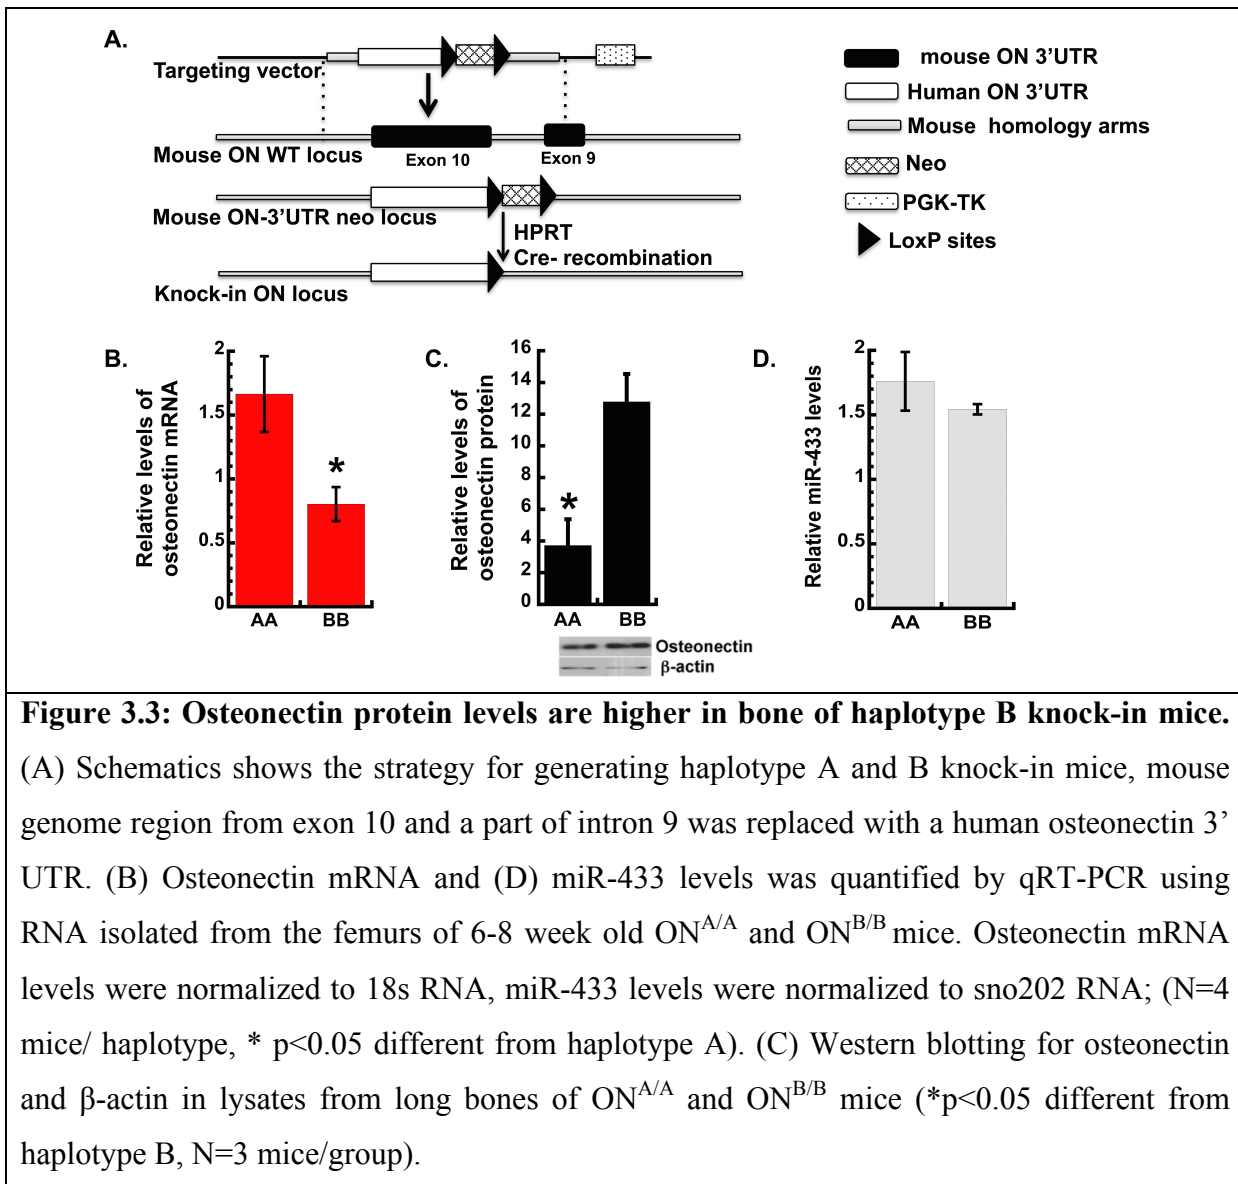 A.
Targeting vector
mouse ON 3'UTR
Human ON 3'UTR
Mouse homology arms
Neo
PGK-TK
LoxP sites
Exon 10
Exon 9
Mouse ON WT locus
Mouse ON-3'UTR neo locus
HPRT
Cre- recombination
Knock-in ON locus
B.
Relative levels of
osteonectin mRNA
2
1.5
1
0.5
0
*
AA
BB
C.
Relative levels of
osteonectin protein
16
14
12
10
8
6
4
2
0
*
AA
BB
Osteonectin
β-actin
D.
Relative miR-433 levels
2
1.5
1
0.5
0
AA
BB
Figure 3.3: Osteonectin protein levels are higher in bone of haplotype B knock-in mice.
(A) Schematics shows the strategy for generating haplotype A and B knock-in mice, mouse
genome region from exon 10 and a part of intron 9 was replaced with a human osteonectin 3’
UTR. (B) Osteonectin mRNA and (D) miR-433 levels was quantified by qRT-PCR using
RNA isolated from the femurs of 6-8 week old ON^A/A and ON^B/B mice. Osteonectin mRNA
levels were normalized to 18s RNA, miR-433 levels were normalized to sno202 RNA; (N=4
mice/ haplotype, * p<0.05 different from haplotype A). (C) Western blotting for osteonectin
and β-actin in lysates from long bones of ON^A/A and ON^B/B mice (*p<0.05 different from
haplotype B, N=3 mice/group).